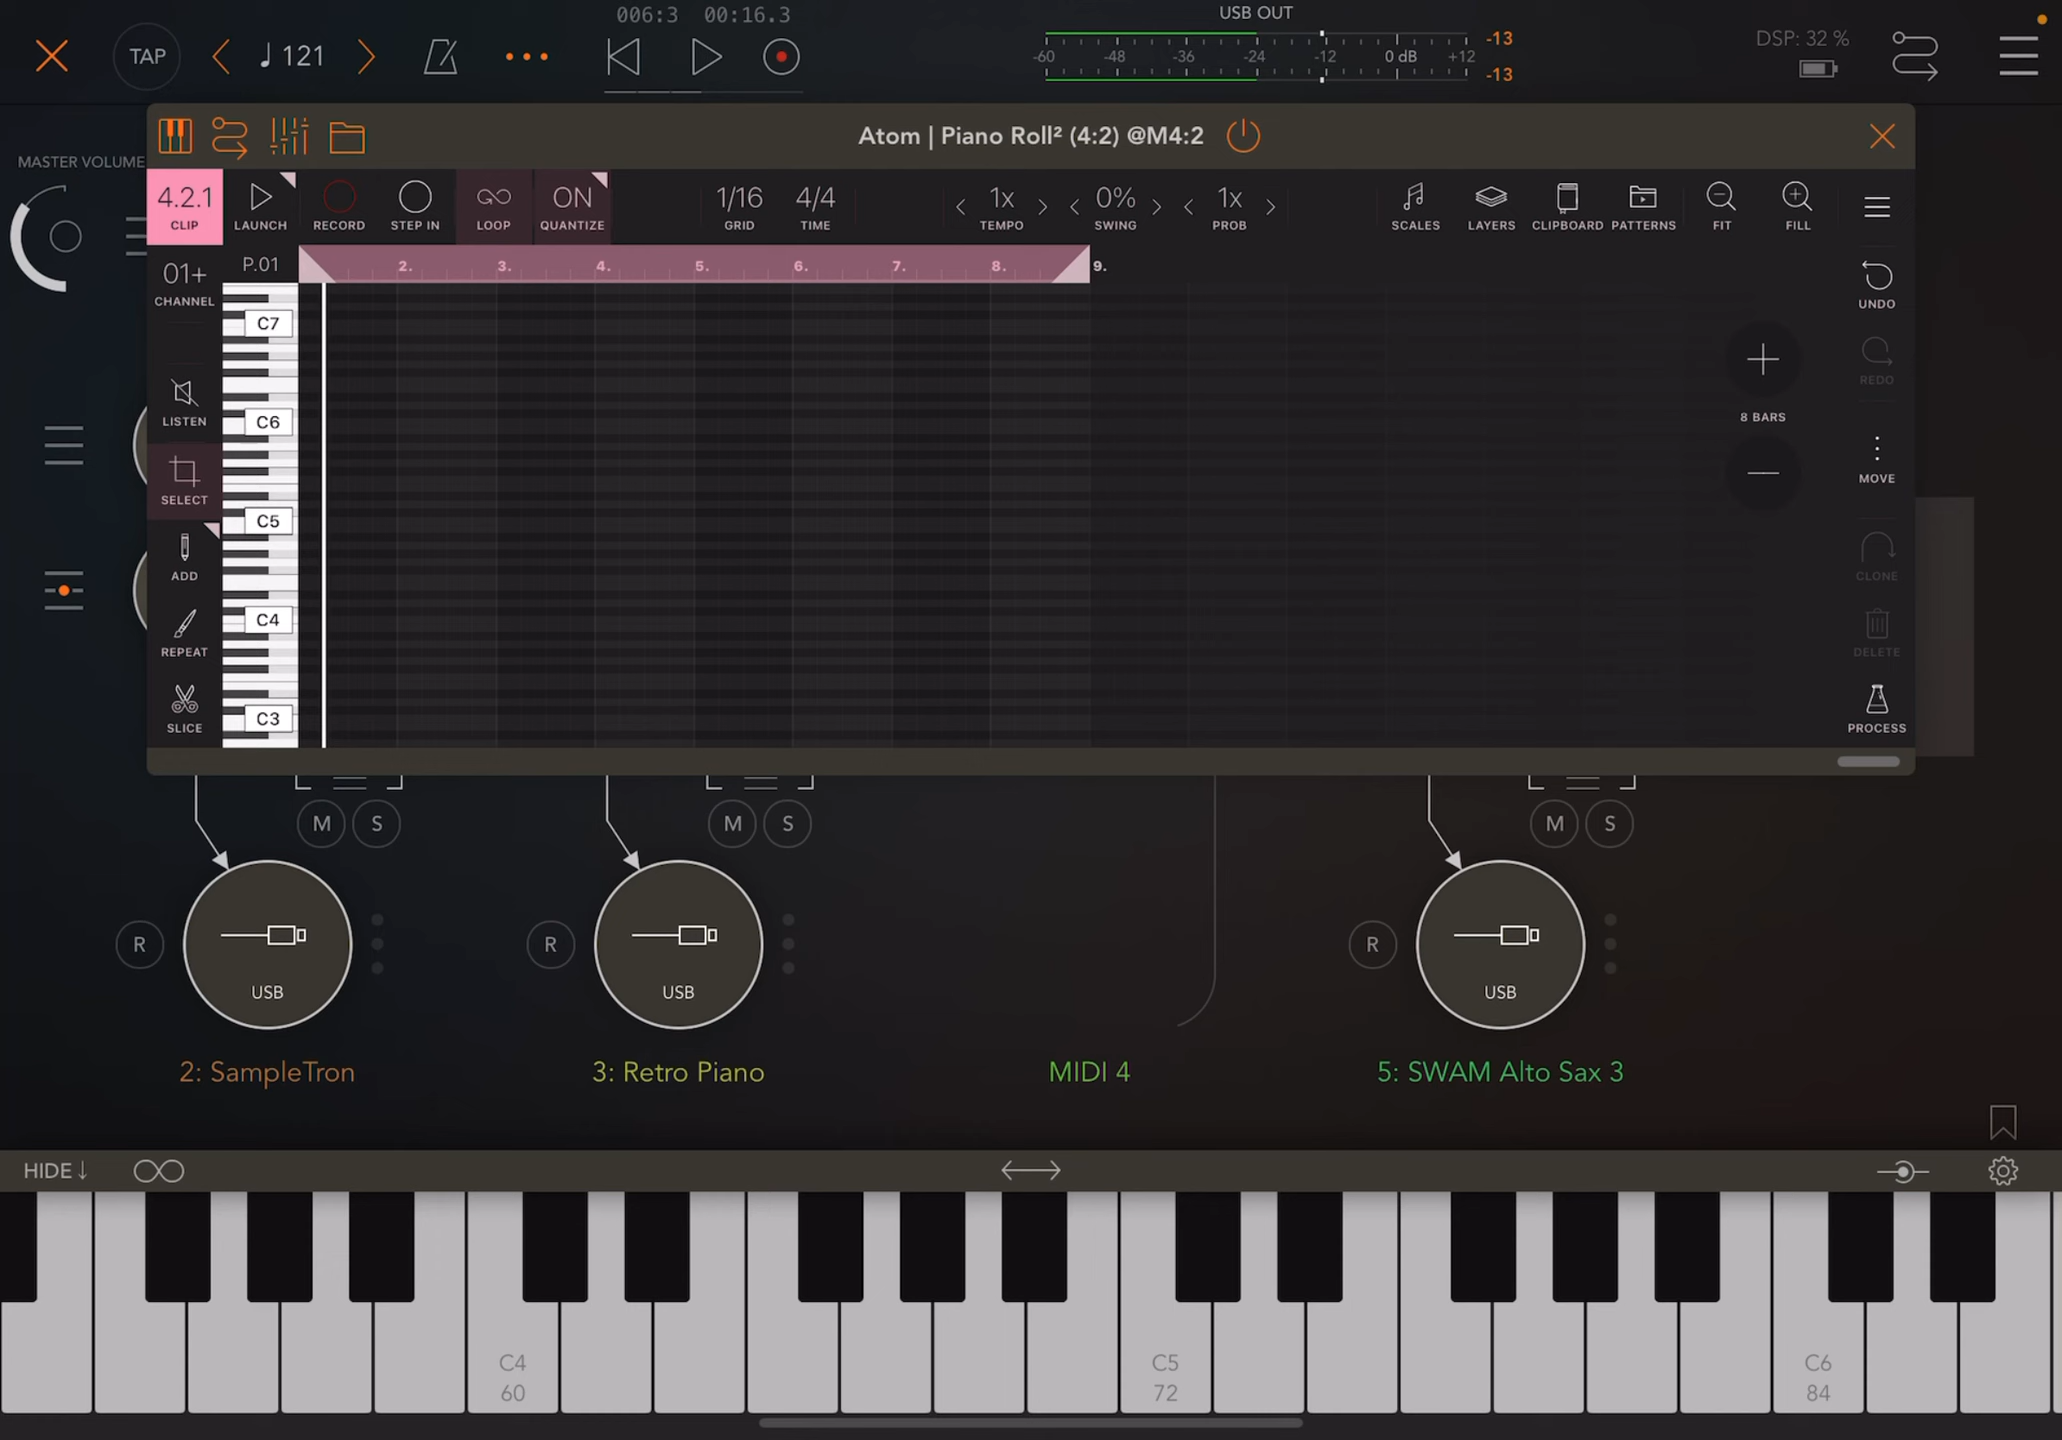 006:3 00:16.3
USB OUT
TAP
121
-60 -48 -36 -24 -12 0 dB +12
-13
-13
DSP: 32 %
MASTER VOLUME
Atom | Piano Roll² (4:2) @M4:2
4.2.1
CLIP
LAUNCH
RECORD
STEP IN
LOOP
ON
QUANTIZE
1/16
GRID
4/4
TIME
1x
TEMPO
0%
SWING
1x
PROB
SCALES
LAYERS
CLIPBOARD
PATTERNS
FIT
FILL
01+
CHANNEL
P.01
2. 3. 4. 5. 6. 7. 8. 9.
LISTEN
SELECT
ADD
REPEAT
SLICE
C7
C6
C5
C4
C3
8 BARS
UNDO
REDO
MOVE
CLONE
DELETE
PROCESS
M S
M S
M S
R
USB
R
USB
R
USB
2: SampleTron
3: Retro Piano
MIDI 4
5: SWAM Alto Sax 3
HIDE↓
C4
60
C5
72
C6
84